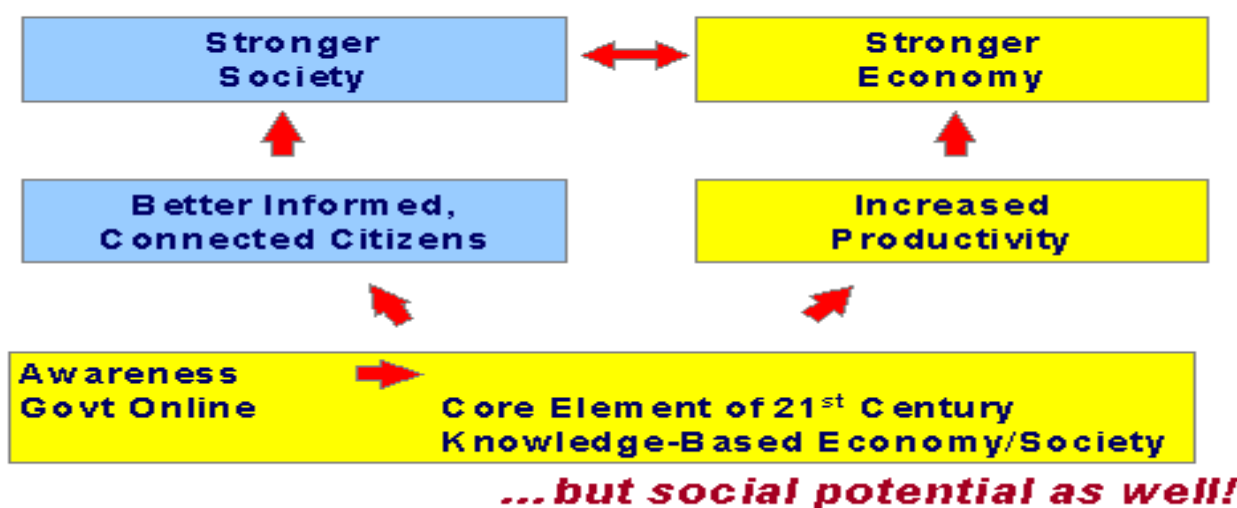 Stronger
Society
Stronger
Economy
Better Informed,
Connected Citizens
Increased
Productivity
Awareness
Govt Online
Core Element of 21st Century
Knowledge-Based Economy/Society
...but social potential as well!